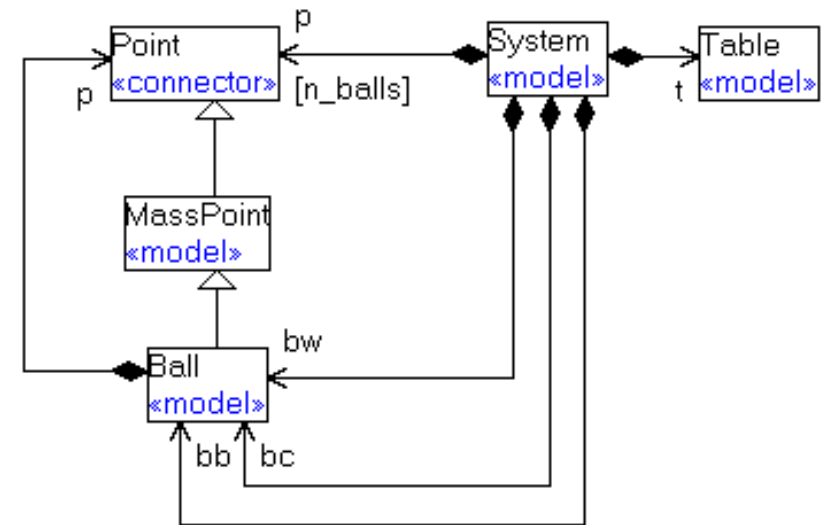 p
Point
«connector»
p
[n_balls]
System
«model»
Table
«model»
t
MassPoint
«model»
bw
Ball
«model»
bb
bc